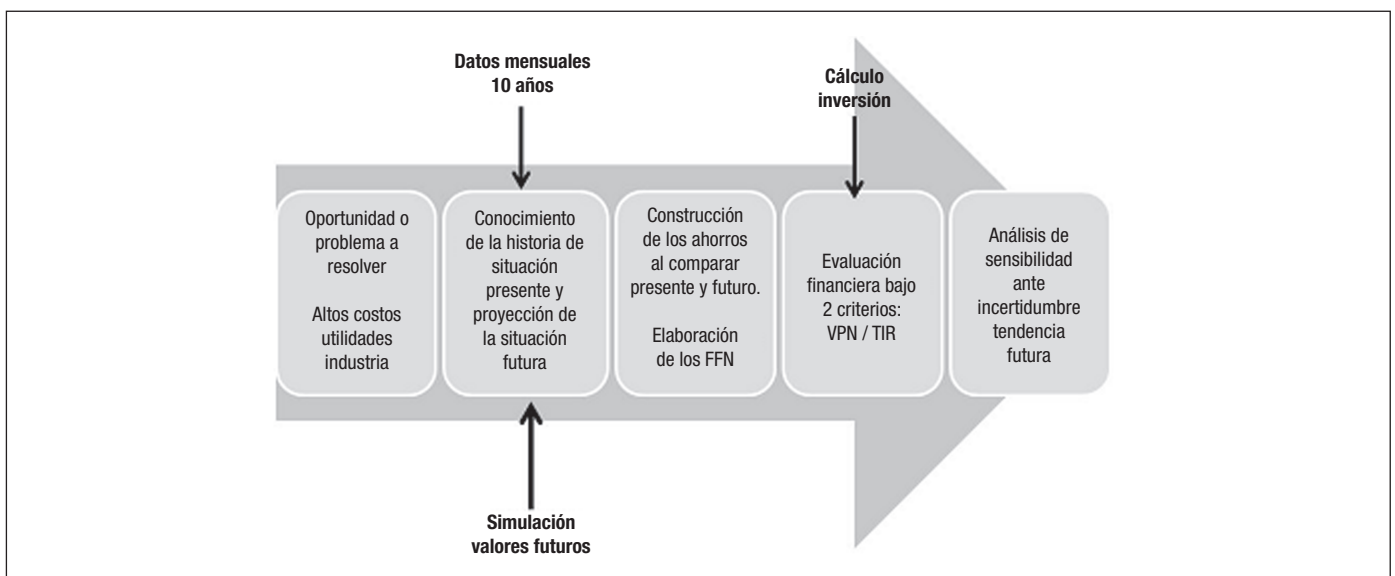 Datos mensuales
10 años
Cálculo
inversión
Oportunidad o
problema a
resolver
Altos costos
utilidades
industria
Conocimiento
de la historia de
situación
presente y
proyección de
la situación
futura
Construcción
de los ahorros
al comparar
presente y futuro.
Elaboración
de los FFN
Evaluación
financiera bajo
2 criterios:
VPN / TIR
Análisis de
sensibilidad
ante
incertidumbre
tendencia
futura
Simulación
valores futuros